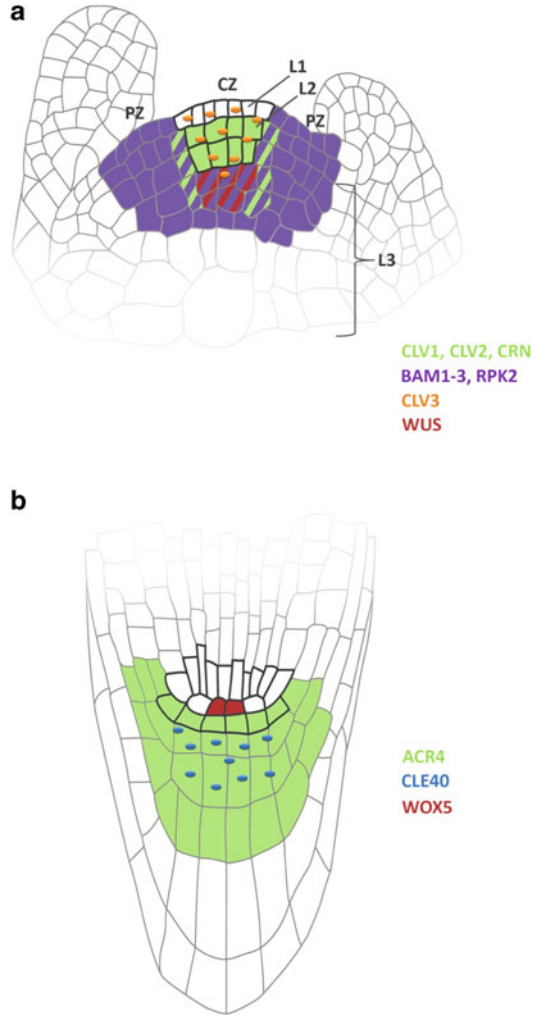 a
L1
CZ
L2
PZ
PZ
L3
CLV1, CLV2, CRN
BAM1-3, RPK2
CLV3
WUS
b
ACR4
CLE40
WOX5